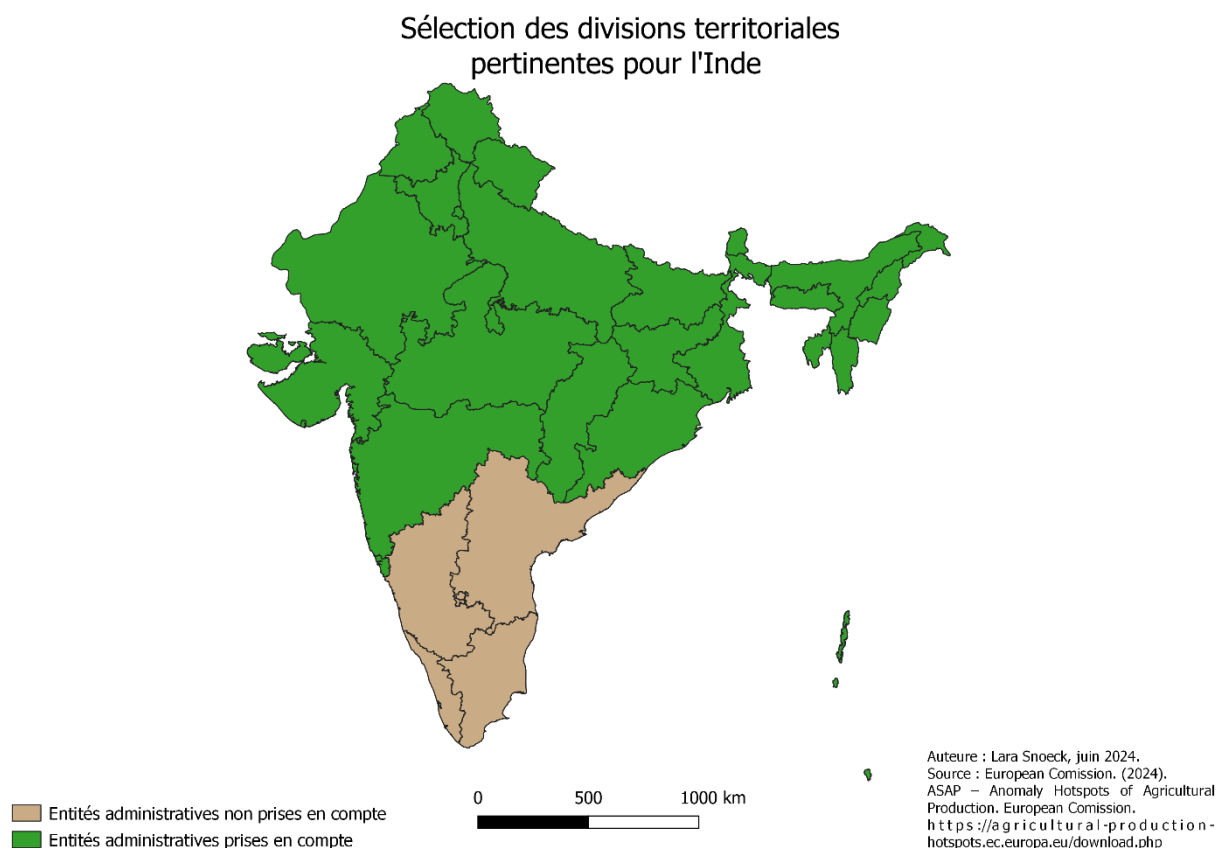 Sélection des divisions territoriales
pertinentes pour l'Inde
Auteure : Lara Snoeck, juin 2024.
Source : European Comission. (2024).
ASAP – Anomaly Hotspots of Agricultural
Production. European Comission.
https://agricultural-production-
hotspots.ec.europa.eu/download.php
0 500 1000 km
Entités administratives non prises en compte
Entités administratives prises en compte